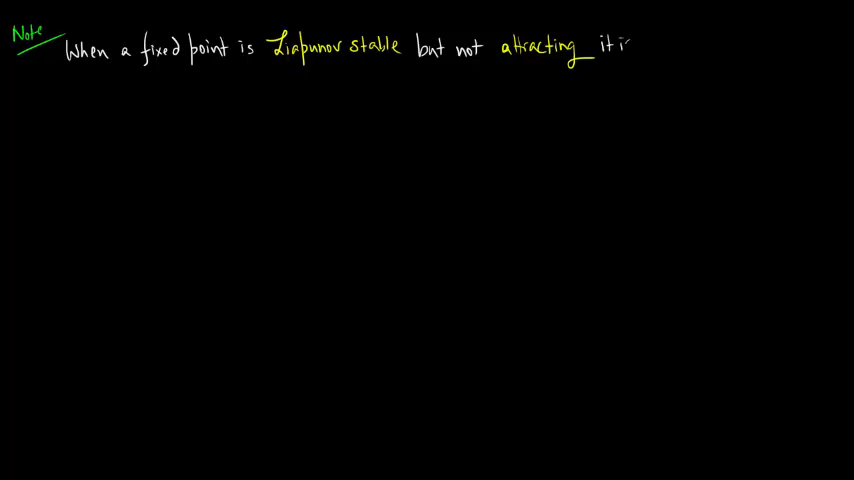 Note
When a fixed point is Liapunov stable but not attracting it i